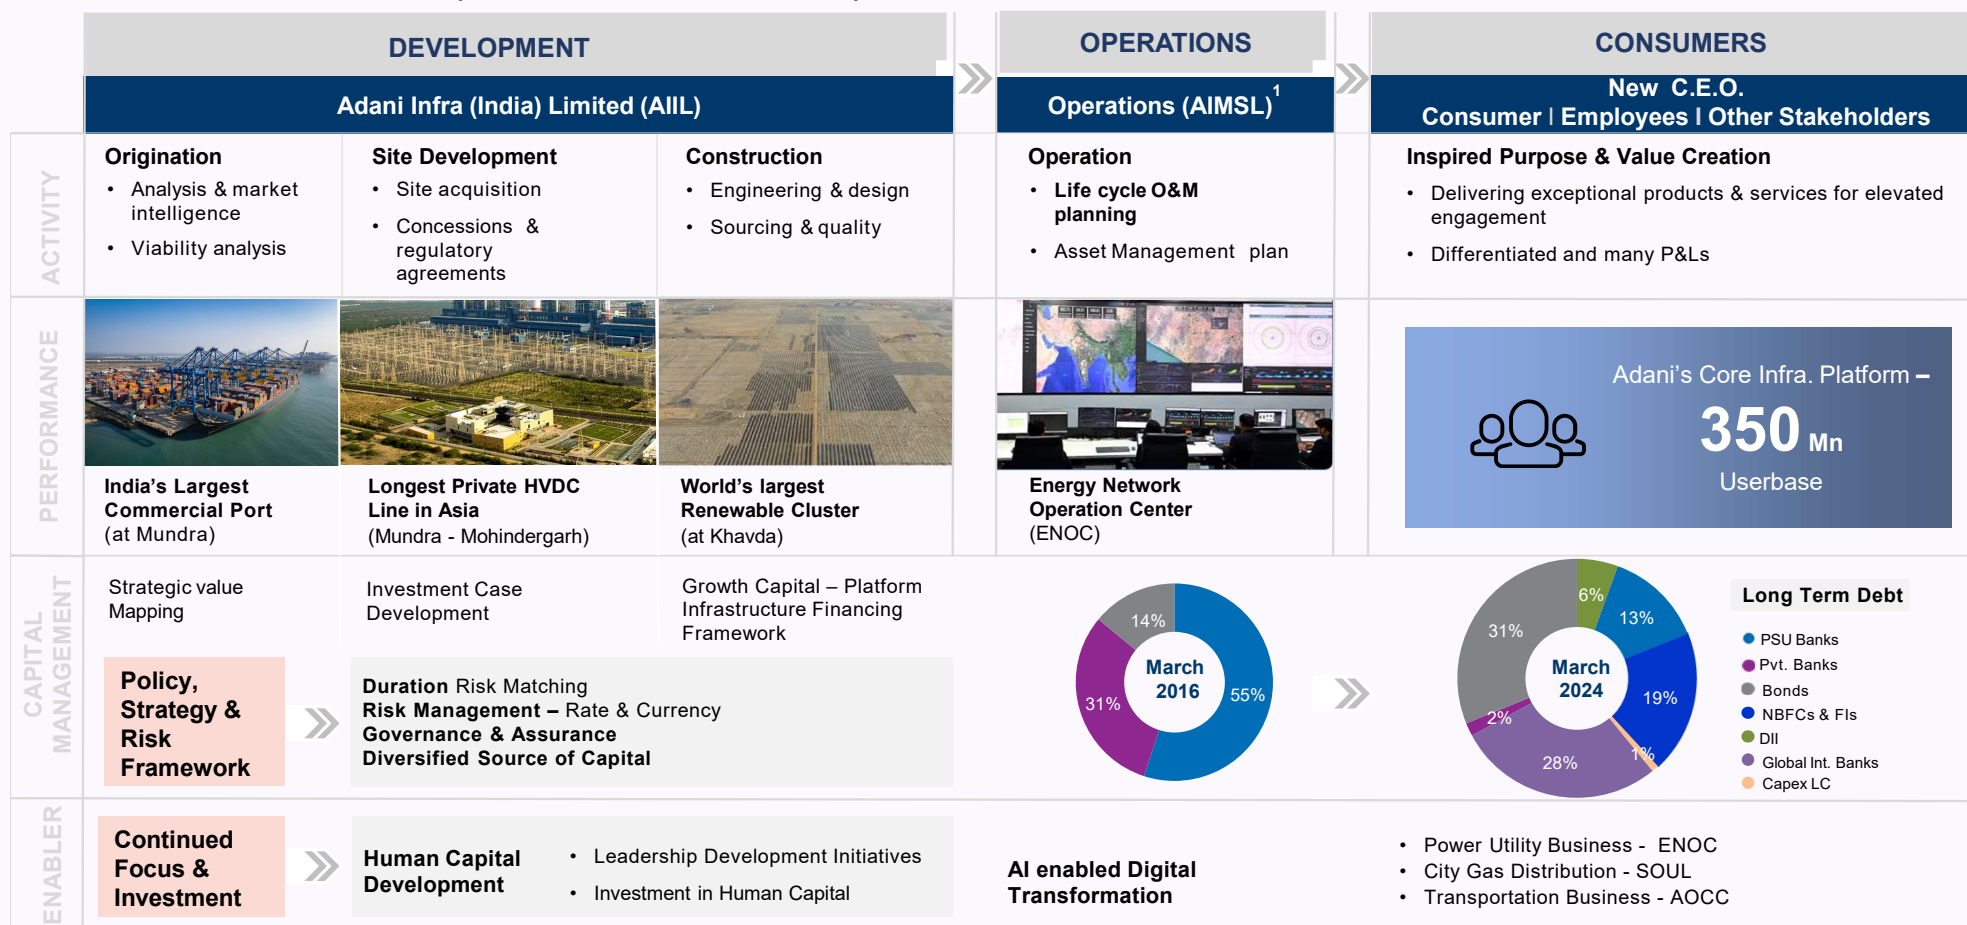 DEVELOPMENT
OPERATIONS
CONSUMERS
Adani Infra (India) Limited (AIIL)
Operations (AIMSL)1
New C.E.O.
Consumer I Employees I Other Stakeholders
ACTIVITY
Origination
• Analysis & market
intelligence
• Viability analysis
Site Development
• Site acquisition
• Concessions &
regulatory
agreements
Construction
• Engineering & design
• Sourcing & quality
Operation
• Life cycle O&M
planning
• Asset Management plan
Inspired Purpose & Value Creation
• Delivering exceptional products & services for elevated
engagement
• Differentiated and many P&Ls
PERFORMANCE
India’s Largest
Commercial Port
(at Mundra)
Longest Private HVDC
Line in Asia
(Mundra - Mohindergarh)
World’s largest
Renewable Cluster
(at Khavda)
Energy Network
Operation Center
(ENOC)
Adani’s Core Infra. Platform –
350 Mn
Userbase
CAPITAL
MANAGEMENT
Strategic value
Mapping
Investment Case
Development
Growth Capital – Platform
Infrastructure Financing
Framework
Policy,
Strategy &
Risk
Framework
Duration Risk Matching
Risk Management – Rate & Currency
Governance & Assurance
Diversified Source of Capital
14%
31%
55%
March
2016
6%
13%
31%
19%
2%
1%
28%
March
2024
Long Term Debt
PSU Banks
Pvt. Banks
Bonds
NBFCs & FIs
DII
Global Int. Banks
Capex LC
ENABLER
Continued
Focus &
Investment
Human Capital
Development
• Leadership Development Initiatives
• Investment in Human Capital
AI enabled Digital
Transformation
• Power Utility Business - ENOC
• City Gas Distribution - SOUL
• Transportation Business - AOCC